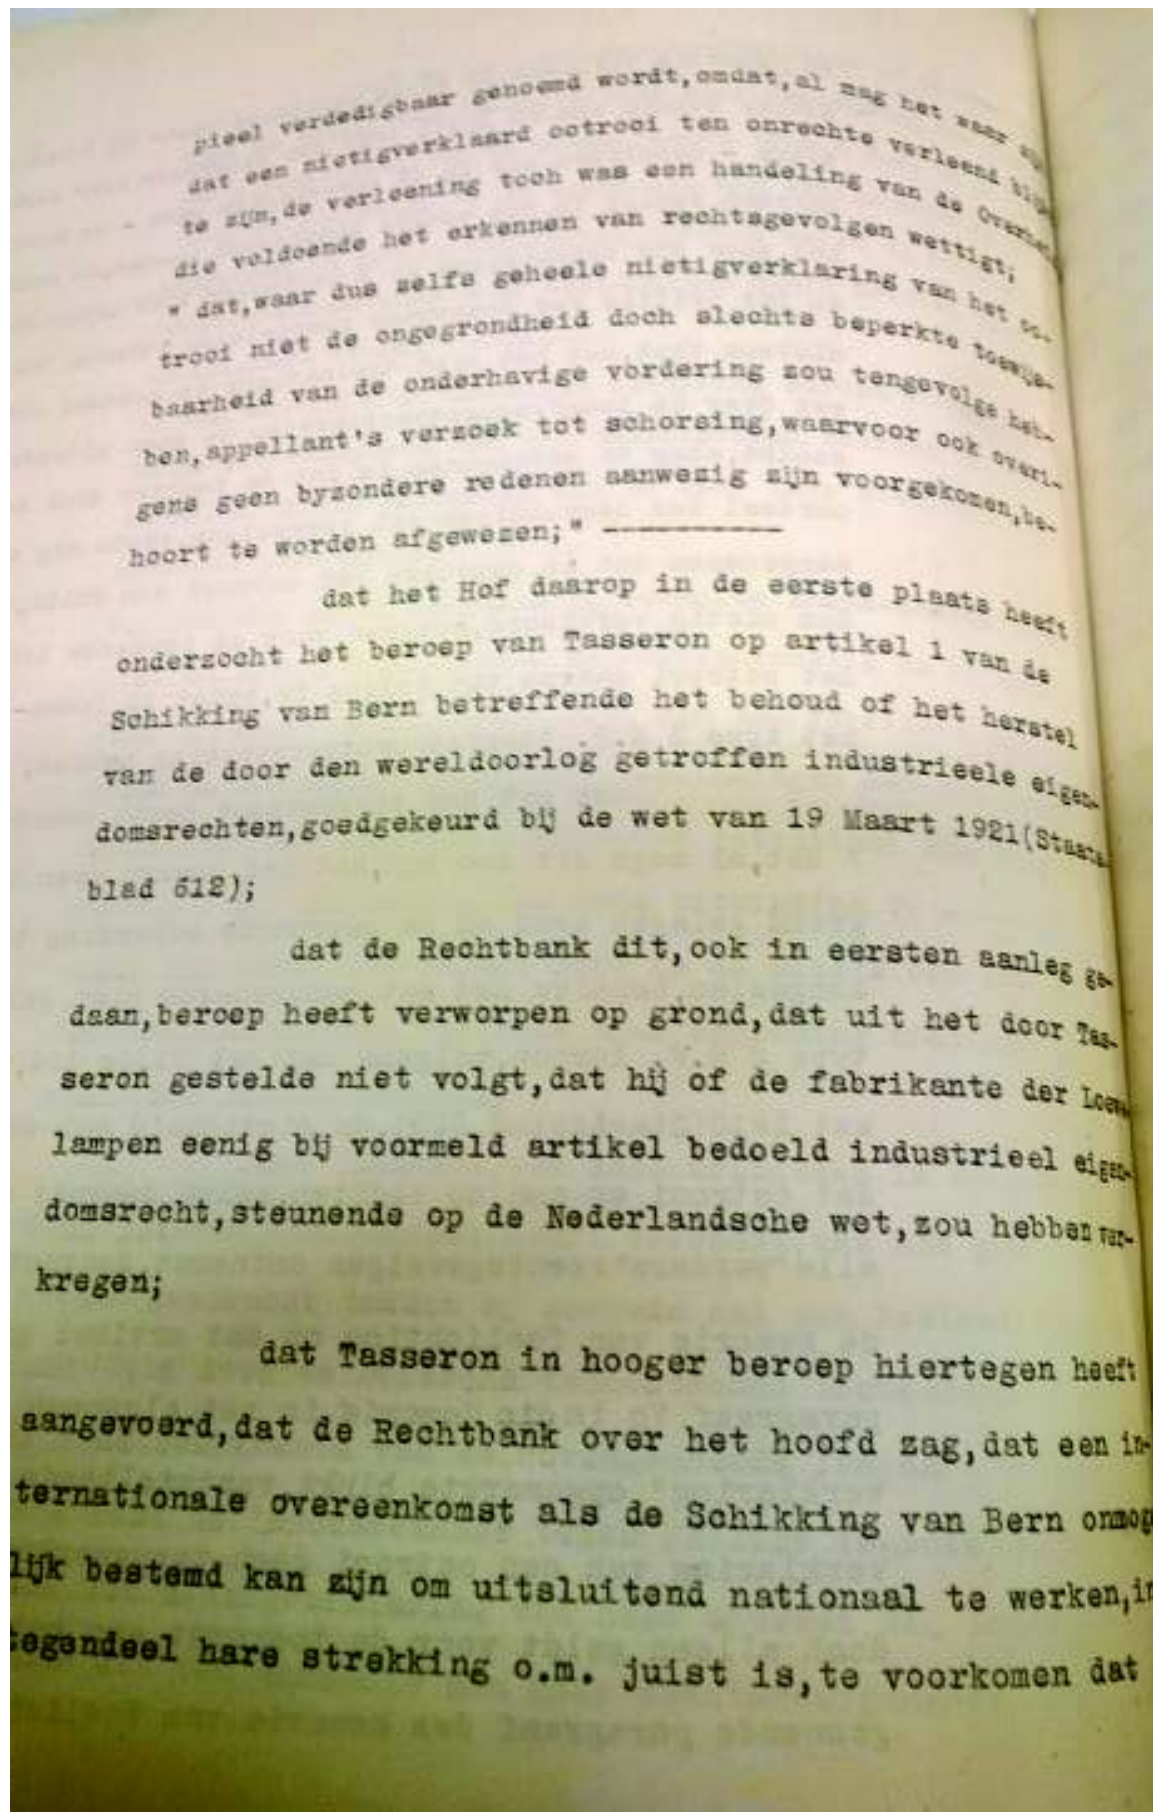 pieel verdedigbaar genoemd wordt,omdat,al mag het waar zijn
dat een nietigverklaard octrooi ten onrechte verleend blijkt
te zijn,de verleening toch was een handeling van de Overheid
die voldoende het erkennen van rechtsgevolgen wettigt;
" dat,waar dus zelfs geheele nietigverklaring van het oc-
trooi niet de ongegrondheid doch slechts beperkte toewijs-
baarheid van de onderhavige vordering zou tengevolge heb-
ben,appellant's verzoek tot schorsing,waarvoor ook overi-
gens geen byzondere redenen aanwezig zijn voorgekomen,be-
hoort te worden afgewezen;" ————
dat het Hof daarop in de eerste plaats heeft
onderzocht het beroep van Tasseron op artikel 1 van de
Schikking van Bern betreffende het behoud of het herstel
van de door den wereldoorlog getroffen industrieele eigen-
domsrechten,goedgekeurd bij de wet van 19 Maart 1921(Staats-
blad 612);
dat de Rechtbank dit,ook in eersten aanleg ge-
daan,beroep heeft verworpen op grond,dat uit het door Tas-
seron gestelde niet volgt,dat hij of de fabrikante der Loewe
lampen eenig bij voormeld artikel bedoeld industrieel eigen-
domsrecht,steunende op de Nederlandsche wet,zou hebben ver-
kregen;
dat Tasseron in hooger beroep hiertegen heeft
aangevoerd,dat de Rechtbank over het hoofd zag,dat een in-
ternationale overeenkomst als de Schikking van Bern onmog
lijk bestemd kan zijn om uitsluitend nationaal te werken,in
tegendeel hare strekking o.m. juist is,te voorkomen dat